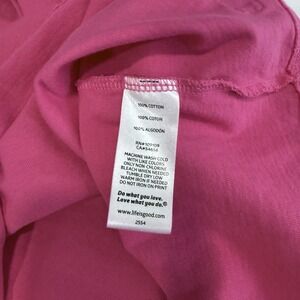 100% COTTON
100% COTON
100% ALGODÓN
RN#109108
CA#54654
MACHINE WASH COLD
WITH LIKE COLORS
ONLY NON-CHLORINE
BLEACH WHEN NEEDED
TUMBLE DRY LOW
WARM IRON IF NEEDED
DO NOT IRON ON PRINT
Do what you love.
Love what you do.®
www.lifeisgood.com
2554